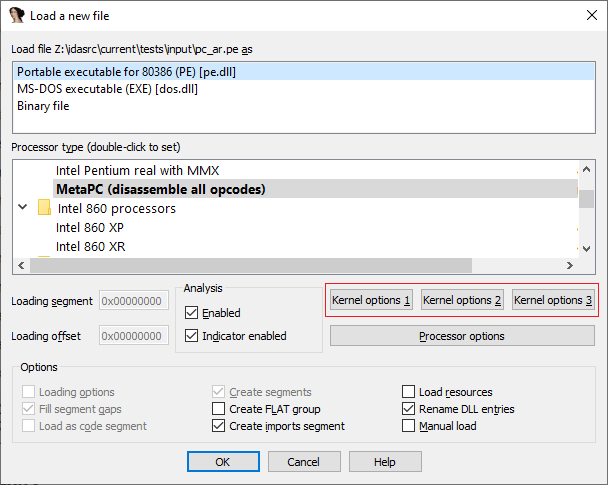 Load a new file
Load file Z:\idasrc\current\tests\input\pc_ar.pe as
Portable executable for 80386 (PE) [pe.dll]
MS-DOS executable (EXE) [dos.dll]
Binary file
Processor type (double-click to set)
Intel Pentium real with MMX
MetaPC (disassemble all opcodes)
Intel 860 processors
Intel 860 XP
Intel 860 XR
Loading segment 0x00000000
Loading offset 0x00000000
Analysis
Enabled
Indicator enabled
Kernel options 1 Kernel options 2 Kernel options 3
Processor options
Options
Loading options Create segments Load resources
Fill segment gaps Create FLAT group Rename DLL entries
Load as code segment Create imports segment Manual load
OK Cancel Help